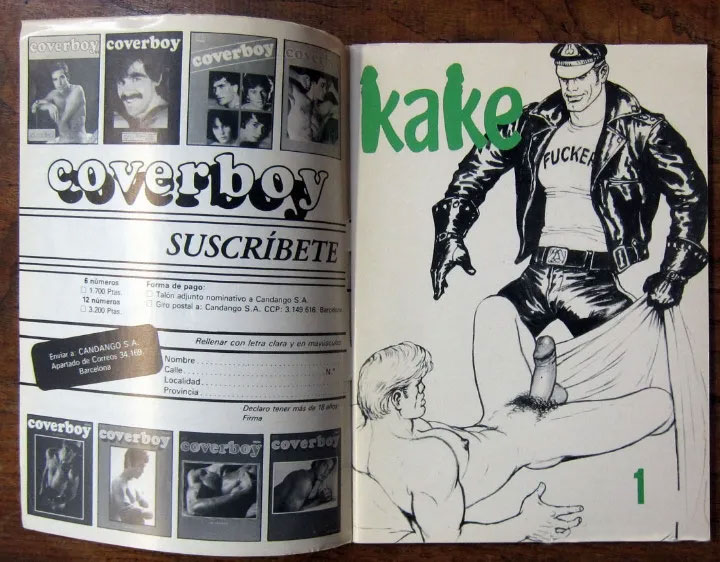 coverboy
coverboy
coverboy
coverboy
coverboy
SUSCRÍBETE
6 números
1.700 Ptas.
12 números
3.200 Ptas.
Forma de pago:
Talón adjunto nominativo a Candango S.A.
Giro postal a: Candango S.A. CCP: 3.149.616. Barcelona
Enviar a: CANDANGO S.A.
Apartado de Correos 34.169.
Barcelona
Rellenar con letra clara y en mayúsculas
Nombre
Calle N.º
Localidad
Provincia
Declaro tener más de 18 años
Firma
coverboy
coverboy
coverboy
coverboy
kake
FUCKER
1